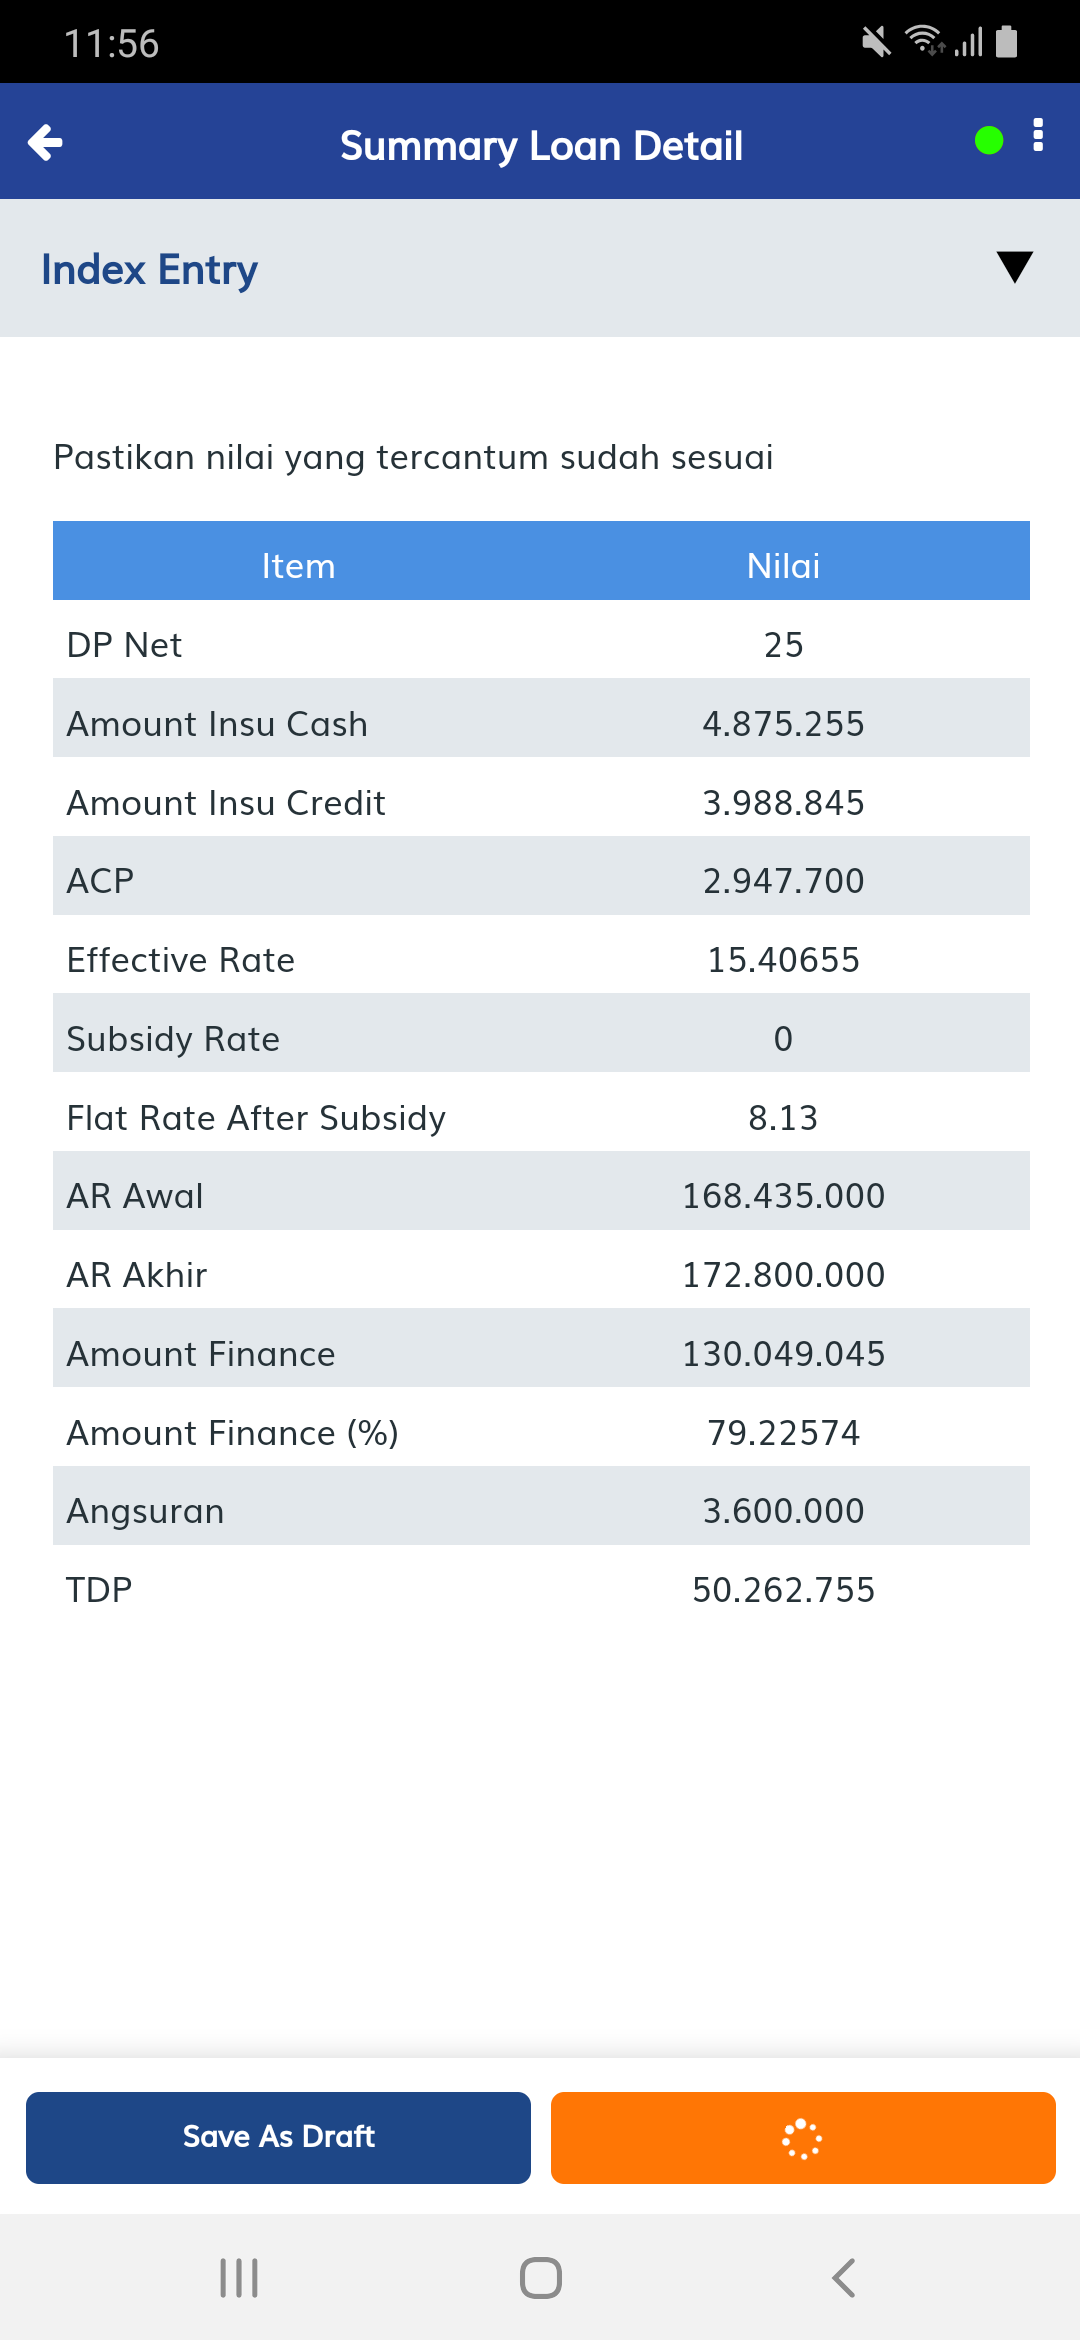 11:56
Summary Loan Detail
Index Entry
Pastikan nilai yang tercantum sudah sesuai
Item Nilai
DP Net 25
Amount Insu Cash 4.875.255
Amount Insu Credit 3.988.845
ACP 2.947.700
Effective Rate 15.40655
Subsidy Rate 0
Flat Rate After Subsidy 8.13
AR Awal 168.435.000
AR Akhir 172.800.000
Amount Finance 130.049.045
Amount Finance (%) 79.22574
Angsuran 3.600.000
TDP 50.262.755
Save As Draft